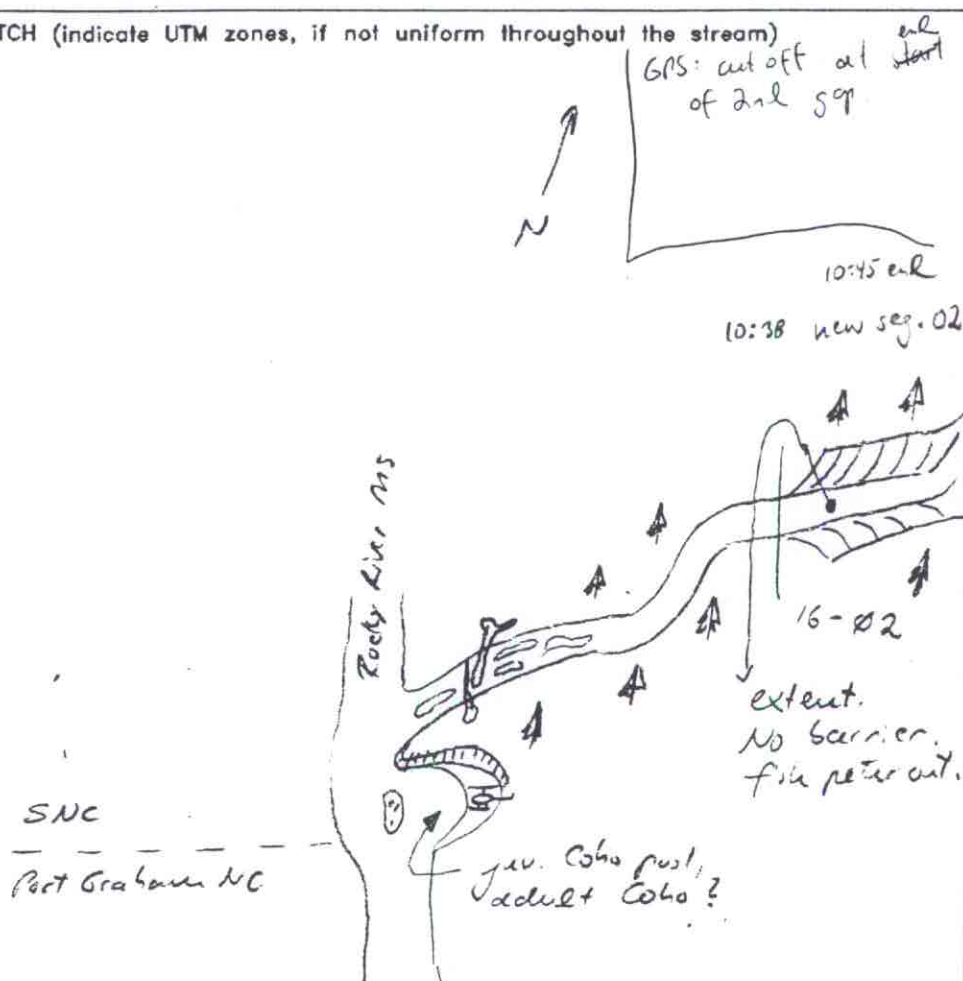 TCH (indicate UTM zones, if not uniform throughout the stream)
end
GPS: cut off at start
of 2nd
N
10:45 end
10:38 new seg. 02
Rocky River MS
16-02
extent.
No barrier.
fish peter out.
SNC
Port Graham NC
juv. Coho pool,
adult Coho?